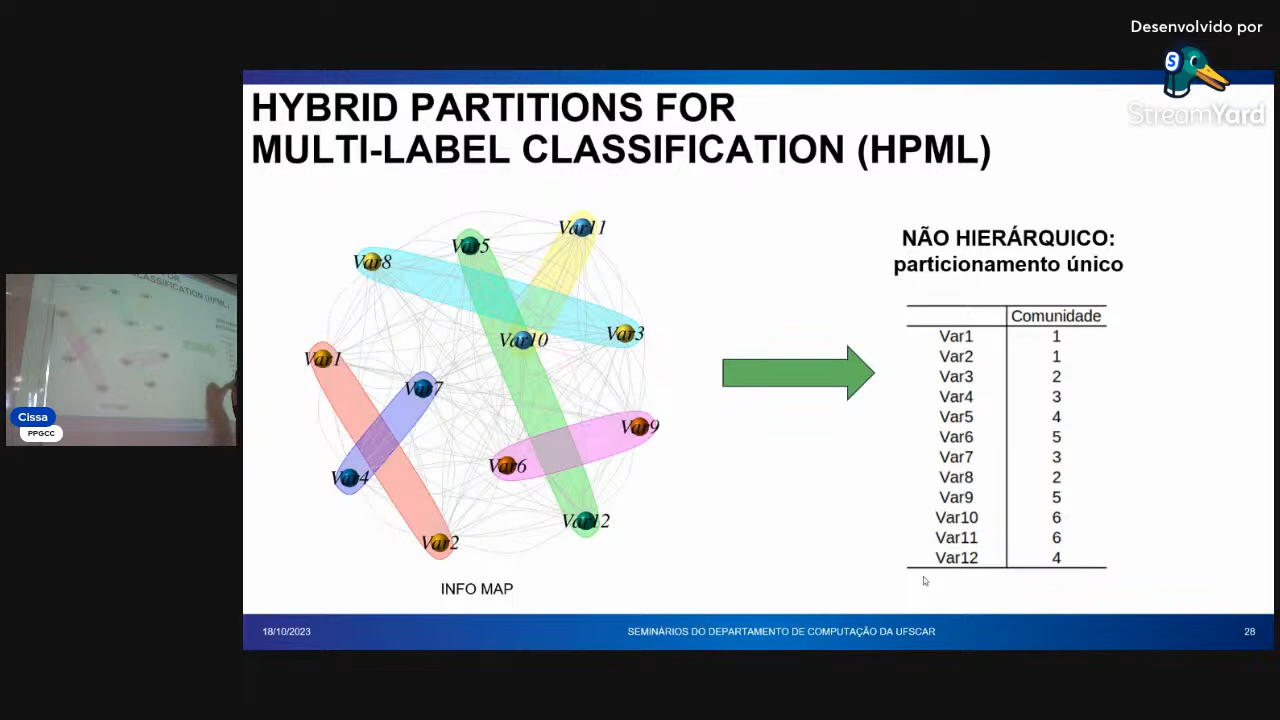 Desenvolvido por
StreamYard
HYBRID PARTITIONS FOR
MULTI-LABEL CLASSIFICATION (HPML)
Var11
Var5
Var8
Var3
Var10
Var1
Var7
Var9
Var6
Var4
Var12
Var2
INFO MAP
NÃO HIERÁRQUICO:
particionamento único
Comunidade
Var1 1
Var2 1
Var3 2
Var4 3
Var5 4
Var6 5
Var7 3
Var8 2
Var9 5
Var10 6
Var11 6
Var12 4
CLASSIFICATION (HPML)
Cissa
PPGCC
18/10/2023 SEMINÁRIOS DO DEPARTAMENTO DE COMPUTAÇÃO DA UFSCAR 28